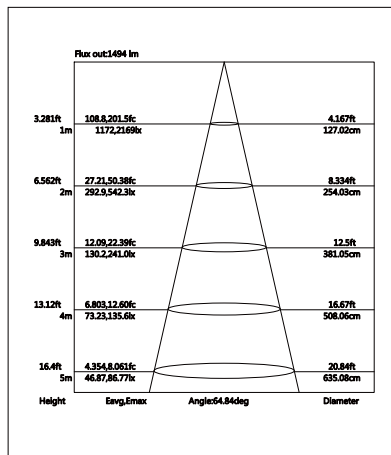 Flux out:1494 lm
3.281ft 108.8,201.5fc 4.167ft
1m 1172,2169lx 127.02cm
6.562ft 27.21,50.38fc 8.334ft
2m 292.9,542.3lx 254.03cm
9.843ft 12.09,22.39fc 12.5ft
3m 130.2,241.0lx 381.05cm
13.12ft 6.803,12.60fc 16.67ft
4m 73.23,135.6lx 508.06cm
16.4ft 4.354,8.061fc 20.84ft
5m 46.87,86.77lx 635.08cm
Height Eavg,Emax Angle:64.84deg Diameter